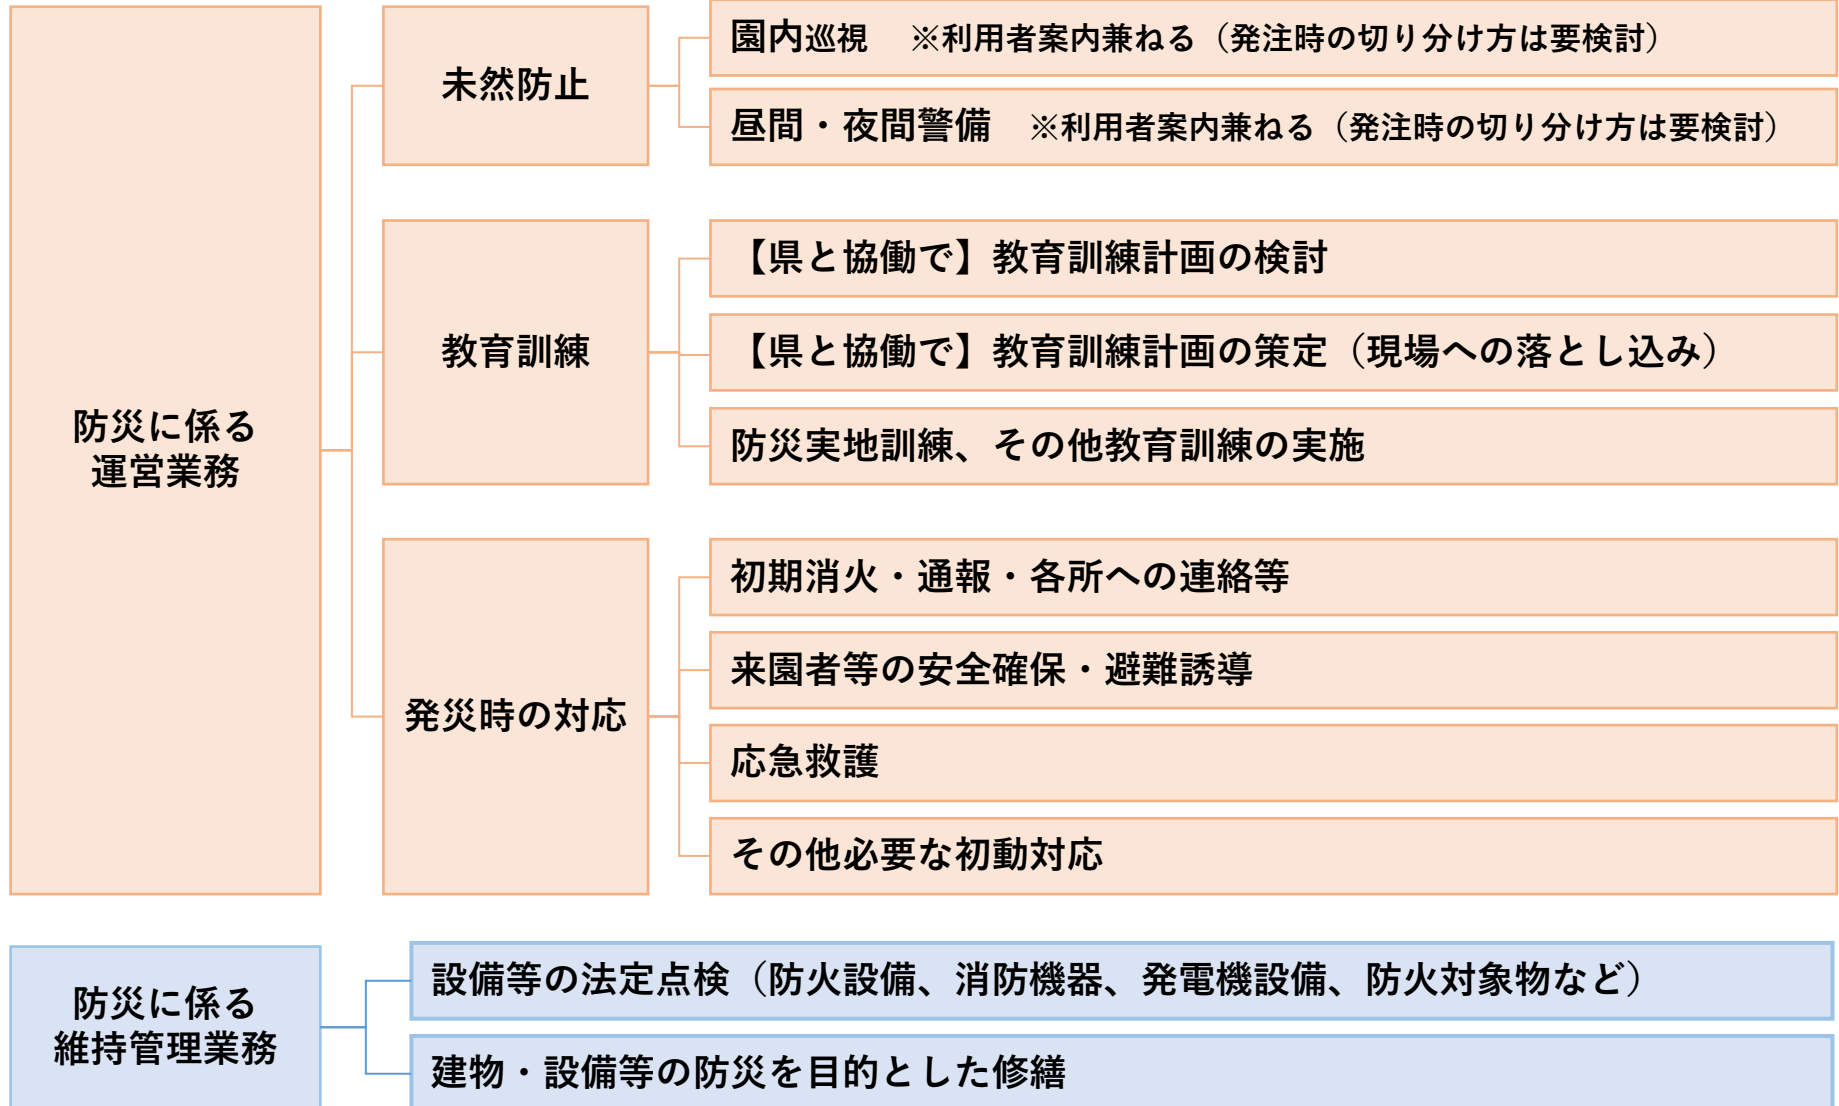 防災に係る
運営業務
未然防止
園内巡視　※利用者案内兼ねる（発注時の切り分け方は要検討）
昼間・夜間警備　※利用者案内兼ねる（発注時の切り分け方は要検討）
教育訓練
【県と協働で】教育訓練計画の検討
【県と協働で】教育訓練計画の策定（現場への落とし込み）
防災実地訓練、その他教育訓練の実施
発災時の対応
初期消火・通報・各所への連絡等
来園者等の安全確保・避難誘導
応急救護
その他必要な初動対応
防災に係る
維持管理業務
設備等の法定点検（防火設備、消防機器、発電機設備、防火対象物など）
建物・設備等の防災を目的とした修繕